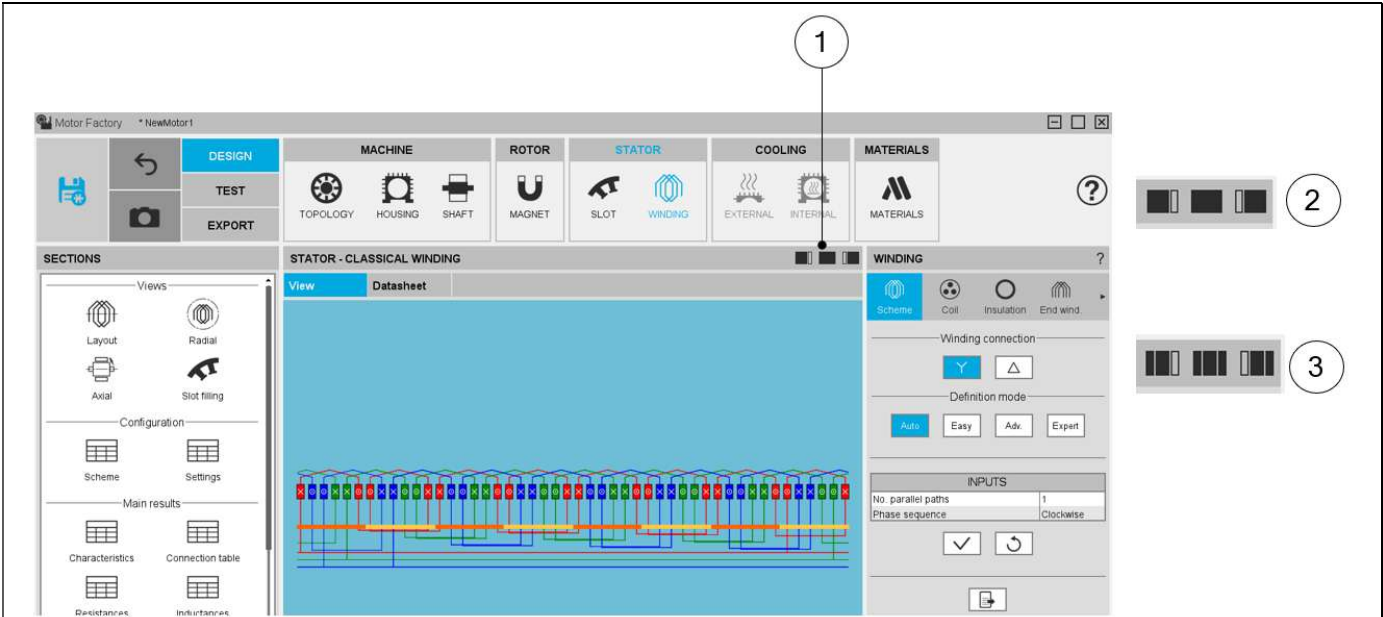 1
Motor Factory * NewMotor1
DESIGN
TEST
EXPORT
MACHINE
TOPOLOGY HOUSING SHAFT
ROTOR
MAGNET
STATOR
SLOT WINDING
COOLING
EXTERNAL INTERNAL
MATERIALS
MATERIALS
?
2
SECTIONS
Views
Layout Radial
Axial Slot filling
Configuration
Scheme Settings
Main results
Characteristics Connection table
Resistances Inductances
STATOR - CLASSICAL WINDING
View Datasheet
WINDING ?
Scheme Coil Insulation End wind.
Winding connection
Y Δ
Definition mode
Auto Easy Adv. Expert
INPUTS
No. parallel paths 1
Phase sequence Clockwise
3